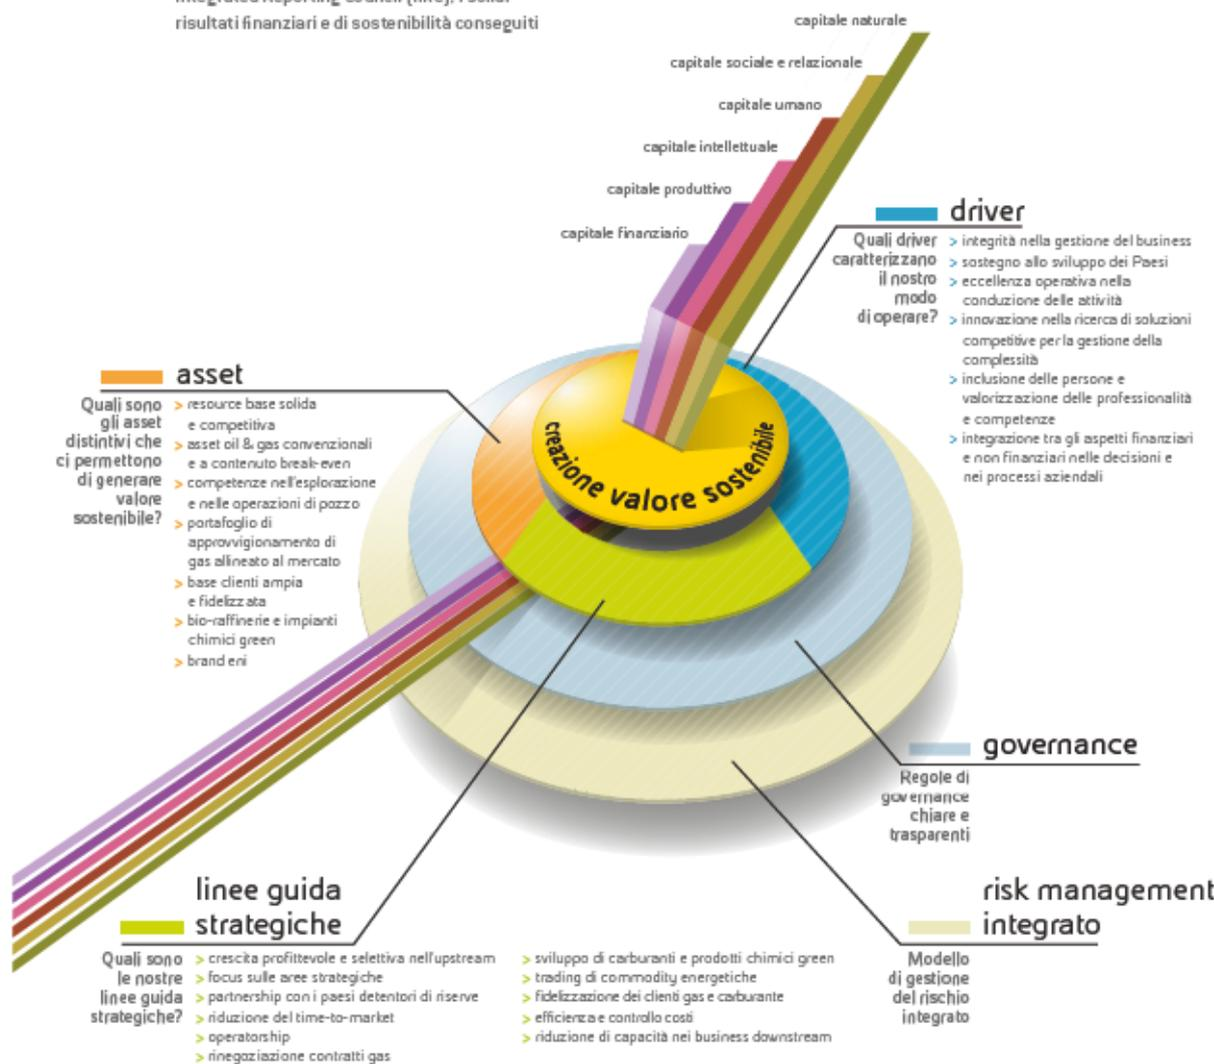 risultati finanziari e di sostenibilità conseguiti
capitale naturale
capitale sociale e relazionale
capitale umano
capitale intellettuale
capitale produttivo
capitale finanziario
driver
Quali driver
caratterizzano
il nostro
modo
di operare?
> integrità nella gestione del business
> sostegno allo sviluppo dei Paesi
> eccellenza operativa nella
conduzione delle attività
> innovazione nella ricerca di soluzioni
competitive per la gestione della
complessità
> inclusione delle persone e
valorizzazione delle professionalità
e competenze
> integrazione tra gli aspetti finanziari
e non finanziari nelle decisioni e
nei processi aziendali
asset
Quali sono
gli asset
distintivi che
ci permettono
di generare
valore
sostenibile?
> resource base solida
e competitiva
> asset oil & gas convenzionali
e a contenuto break-even
> competenze nell'esplorazione
e nelle operazioni di pozzo
> portafoglio di
approvvigionamento di
gas allineato al mercato
> base clienti ampia
e fidelizzata
> bio-raffinerie e impianti
chimici green
> brand eni
creazione valore sostenibile
governance
Regole di
governance
chiare e
trasparenti
linee guida
strategiche
Quali sono
le nostre
linee guida
strategiche?
> crescita profittevole e selettiva nell'upstream
> focus sulle aree strategiche
> partnership con i paesi detentori di riserve
> riduzione del time-to-market
> operatorship
> rinegoziazione contratti gas
> sviluppo di carburanti e prodotti chimici green
> trading di commodity energetiche
> fidelizzazione dei clienti gas e carburante
> efficienza e controllo costi
> riduzione di capacità nei business downstream
risk management
integrato
Modello
di gestione
del rischio
integrato